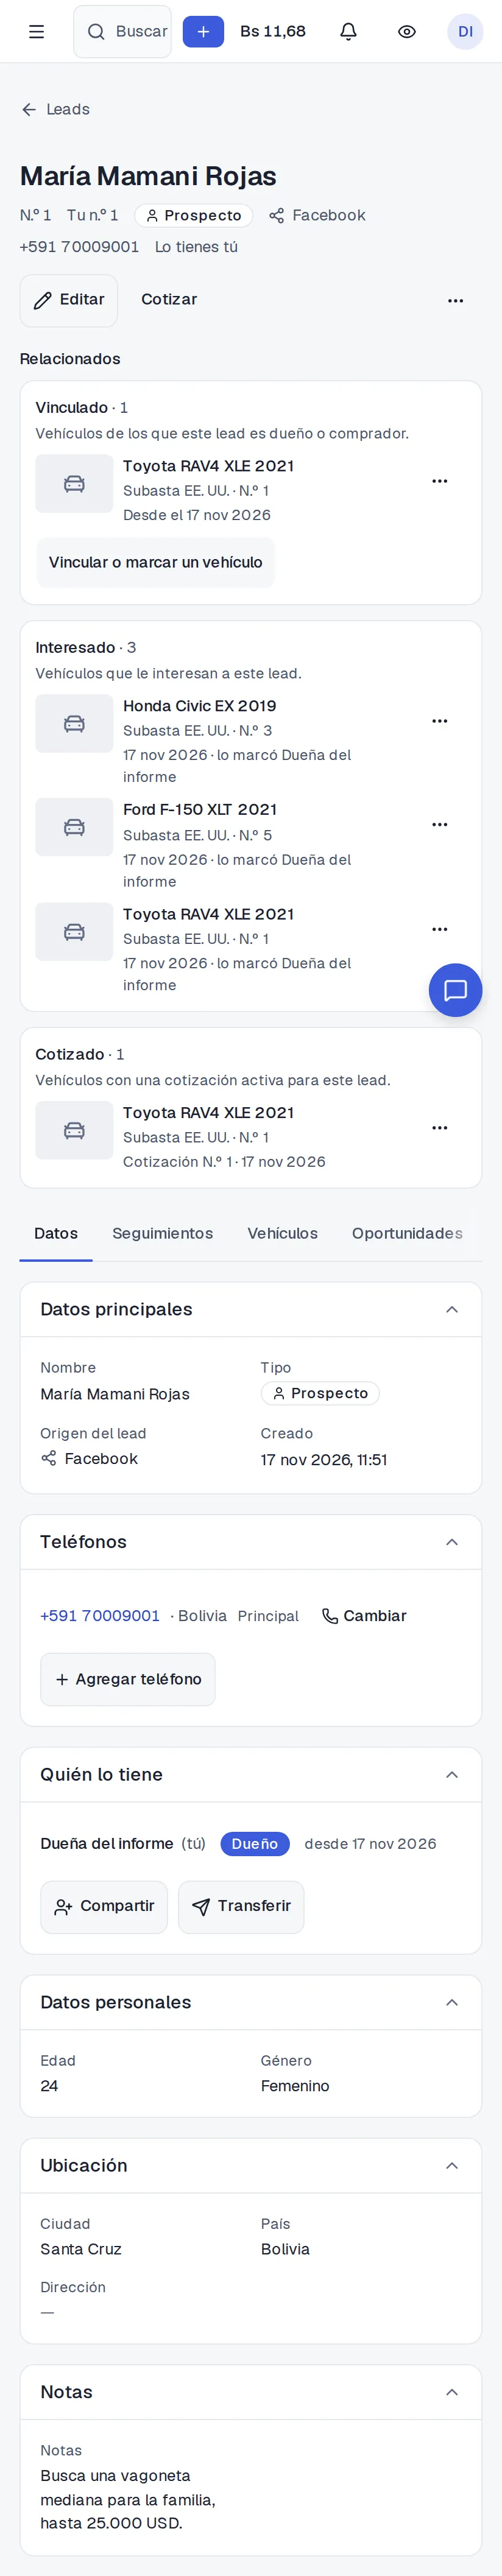 Buscar
Bs 11,68
DI
Leads
María Mamani Rojas
N.º 1 Tu n.º 1 Prospecto Facebook
+591 70009001 Lo tienes tú
Editar Cotizar
Relacionados
Vinculado · 1
Vehículos de los que este lead es dueño o comprador.
Toyota RAV4 XLE 2021
Subasta EE. UU. · N.º 1
Desde el 17 nov 2026
Vincular o marcar un vehículo
Interesado · 3
Vehículos que le interesan a este lead.
Honda Civic EX 2019
Subasta EE. UU. · N.º 3
17 nov 2026 · lo marcó Dueña del
informe
Ford F-150 XLT 2021
Subasta EE. UU. · N.º 5
17 nov 2026 · lo marcó Dueña del
informe
Toyota RAV4 XLE 2021
Subasta EE. UU. · N.º 1
17 nov 2026 · lo marcó Dueña del
informe
Cotizado · 1
Vehículos con una cotización activa para este lead.
Toyota RAV4 XLE 2021
Subasta EE. UU. · N.º 1
Cotización N.º 1 · 17 nov 2026
Datos Seguimientos Vehículos Oportunidades
Datos principales
Nombre Tipo
María Mamani Rojas Prospecto
Origen del lead Creado
Facebook 17 nov 2026, 11:51
Teléfonos
+591 70009001 · Bolivia Principal Cambiar
Agregar teléfono
Quién lo tiene
Dueña del informe (tú) Dueño desde 17 nov 2026
Compartir Transferir
Datos personales
Edad Género
24 Femenino
Ubicación
Ciudad País
Santa Cruz Bolivia
Dirección
—
Notas
Notas
Busca una vagoneta
mediana para la familia,
hasta 25.000 USD.